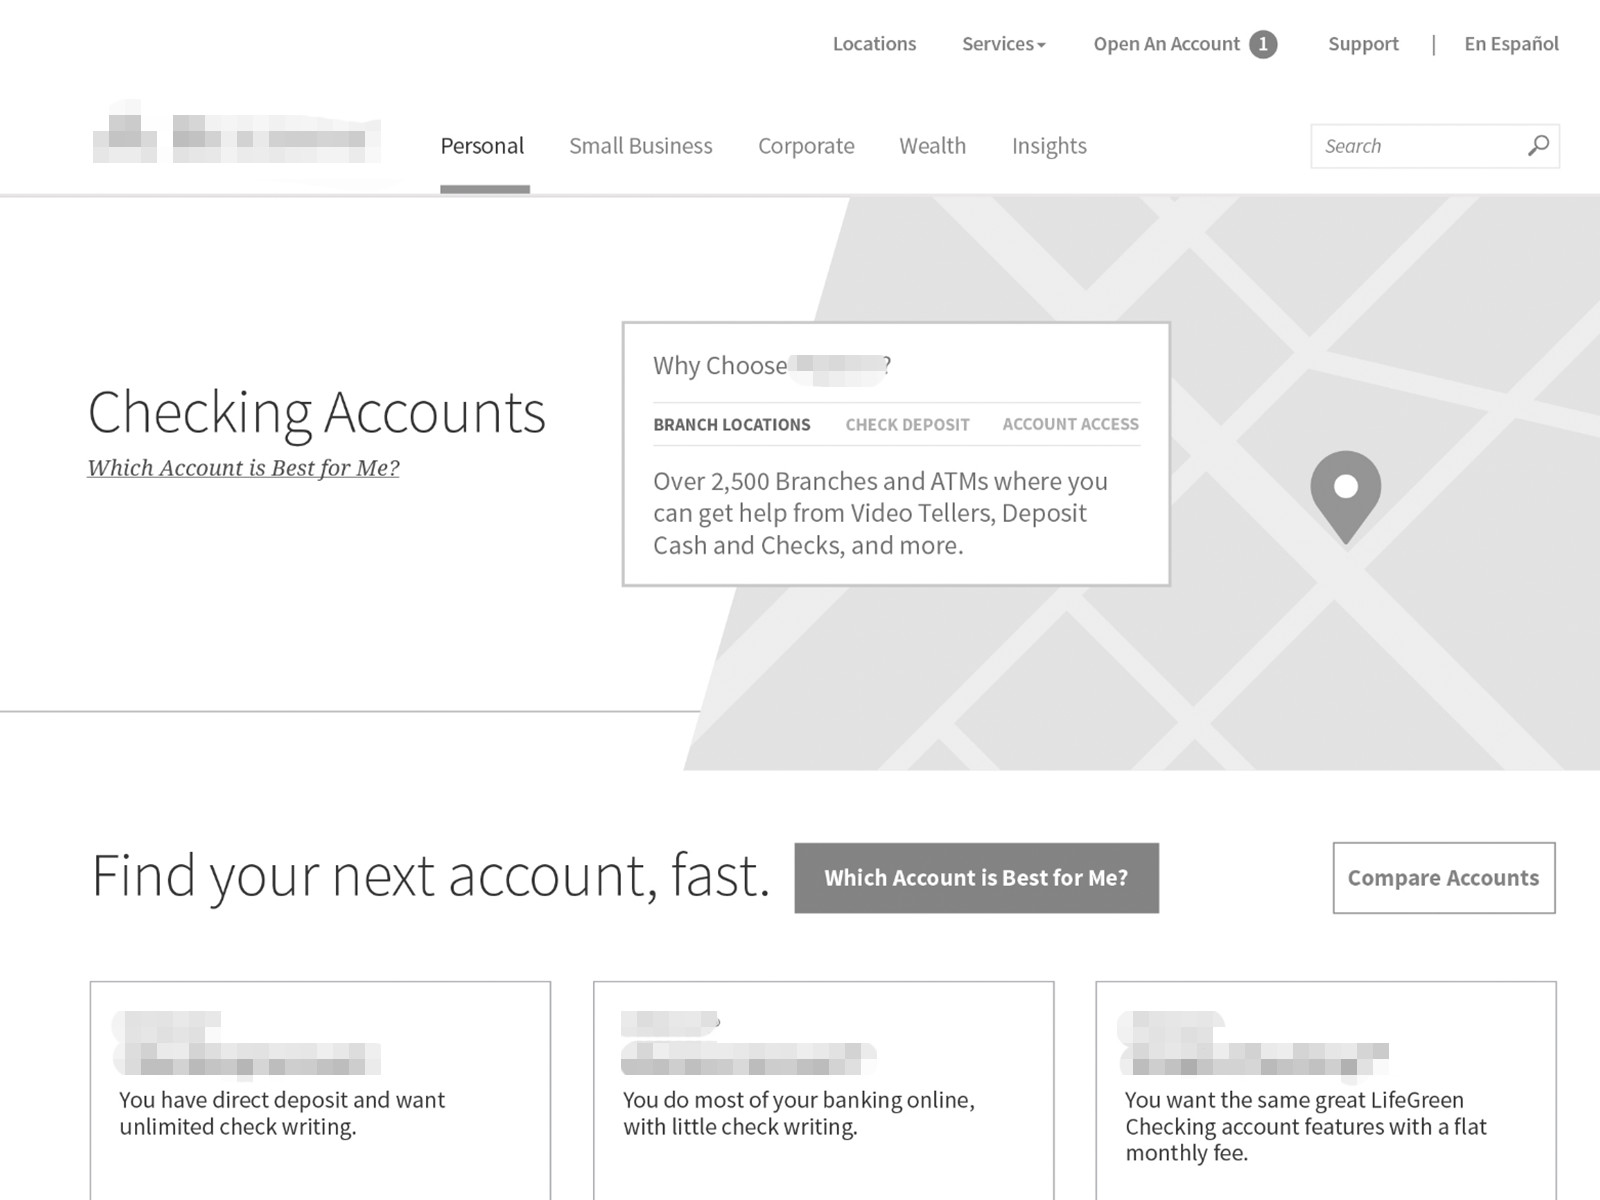 Locations Services Open An Account 1 Support | En Español
Personal Small Business Corporate Wealth Insights Search
Why Choose ?
Checking Accounts
Which Account is Best for Me?
BRANCH LOCATIONS CHECK DEPOSIT ACCOUNT ACCESS
Over 2,500 Branches and ATMs where you
can get help from Video Tellers, Deposit
Cash and Checks, and more.
Find your next account, fast. Which Account is Best for Me? Compare Accounts
You have direct deposit and want
unlimited check writing.
You do most of your banking online,
with little check writing.
You want the same great LifeGreen
Checking account features with a flat
monthly fee.